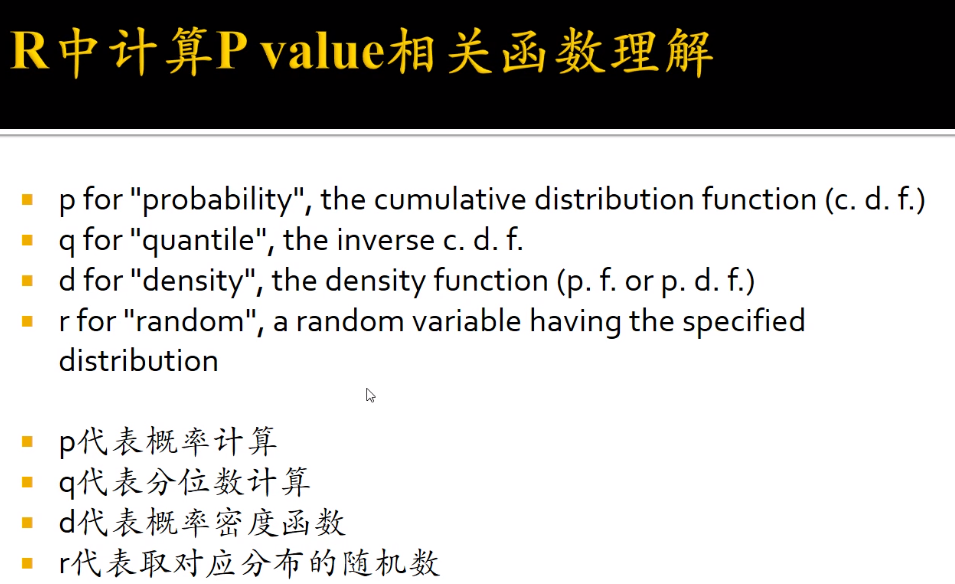 R中计算P value相关函数理解
p for "probability", the cumulative distribution function (c. d. f.)
q for "quantile", the inverse c. d. f.
d for "density", the density function (p. f. or p. d. f.)
r for "random", a random variable having the specified
distribution
p代表概率计算
q代表分位数计算
d代表概率密度函数
r代表取对应分布的随机数